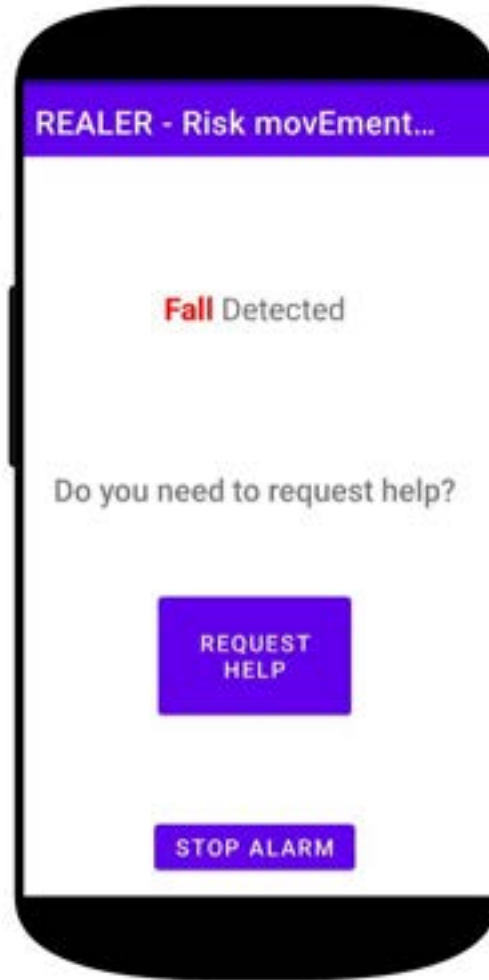 REALER - Risk movEment...
Fall Detected
Do you need to request help?
REQUEST
HELP
STOP ALARM